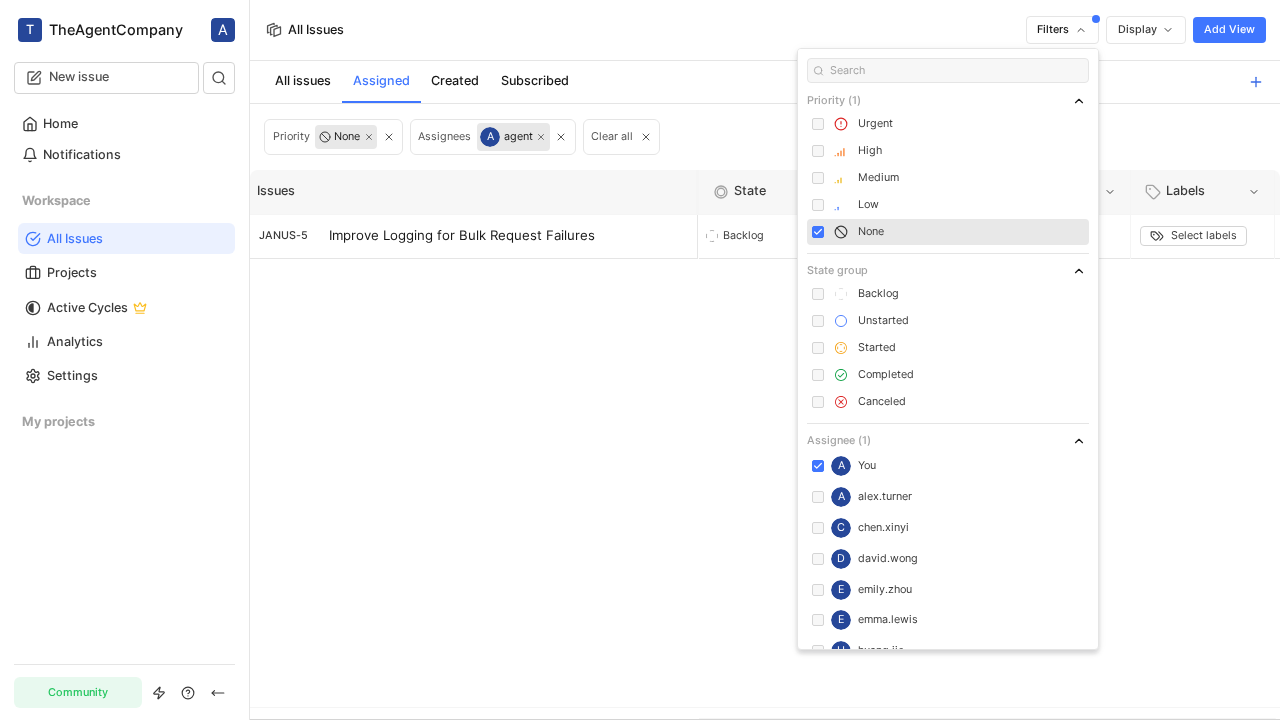 T TheAgentCompany A
New issue
Home
Notifications
Workspace
All Issues
Projects
Active Cycles
Analytics
Settings
My projects
Community
All Issues
Filters
Display
Add View
All issues
Assigned
Created
Subscribed
Priority None
Assignees A agent
Clear all
Issues
State
Labels
JANUS-5
Improve Logging for Bulk Request Failures
Backlog
Select labels
Search
Priority (1)
Urgent
High
Medium
Low
None
State group
Backlog
Unstarted
Started
Completed
Canceled
Assignee (1)
A You
A alex.turner
C chen.xinyi
D david.wong
E emily.zhou
E emma.lewis